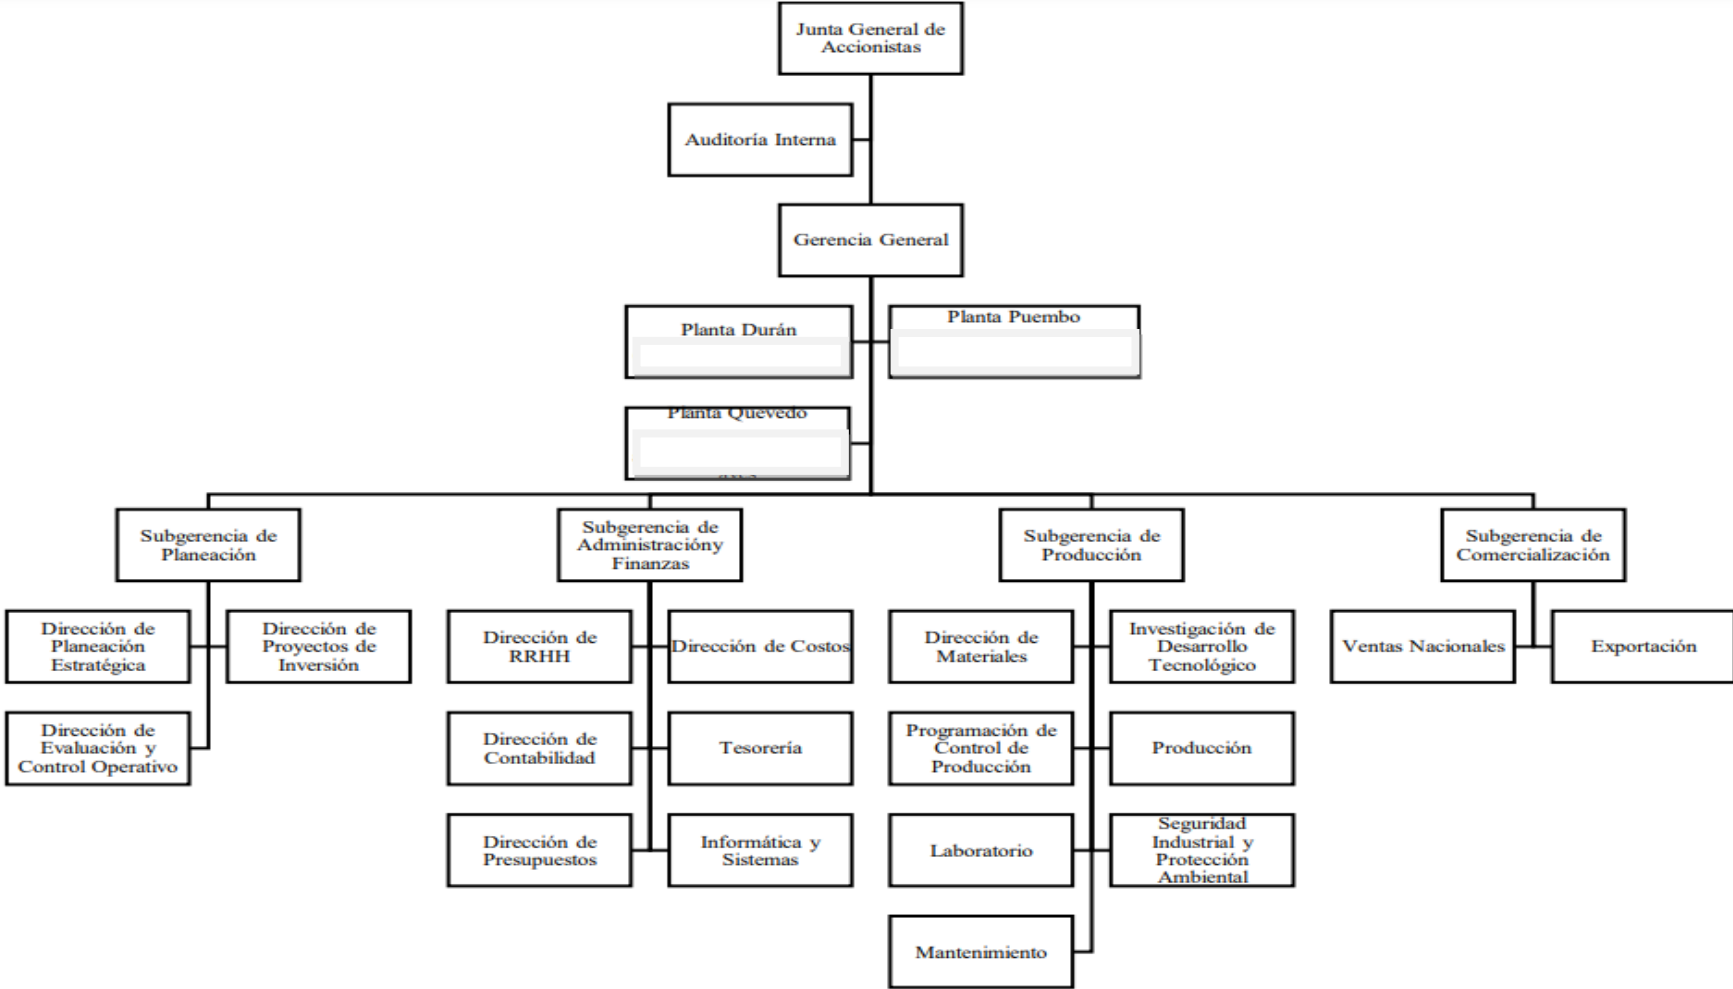 Junta General de
Accionistas
Auditoría Interna
Gerencia General
Planta Durán
Planta Puembo
Planta Quevedo
Subgerencia de
Planeación
Subgerencia de
Administracióny
Finanzas
Subgerencia de
Producción
Subgerencia de
Comercialización
Dirección de
Planeación
Estratégica
Dirección de
Proyectos de
Inversión
Dirección de
RRHH
Dirección de Costos
Dirección de
Materiales
Investigación de
Desarrollo
Tecnológico
Ventas Nacionales
Exportación
Dirección de
Evaluación y
Control Operativo
Dirección de
Contabilidad
Tesorería
Programación de
Control de
Producción
Producción
Dirección de
Presupuestos
Informática y
Sistemas
Laboratorio
Seguridad
Industrial y
Protección
Ambiental
Mantenimiento